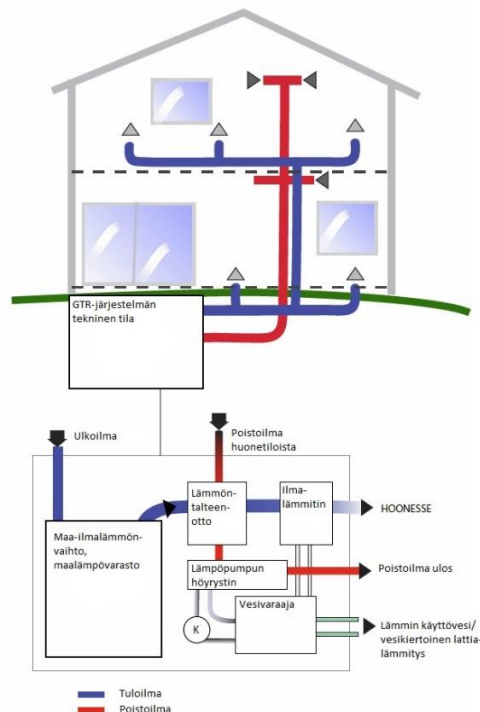 GTR-järjestelmän
tekninen tila
Ulkoilma
Poistoilma
huonetiloista
Lämmön-
talteen-
otto
Ilma-
lämmitin
HOONESSE
Maa-ilmalämmön-
vaihto,
maalämpövarasto
Lämpöpumpun
höyrystin
Poistoilma ulos
Vesivaraaja
K
Lämmin käyttövesi/
vesikiertoinen lattia-
lämmitys
Tuloilma
Poistoilma